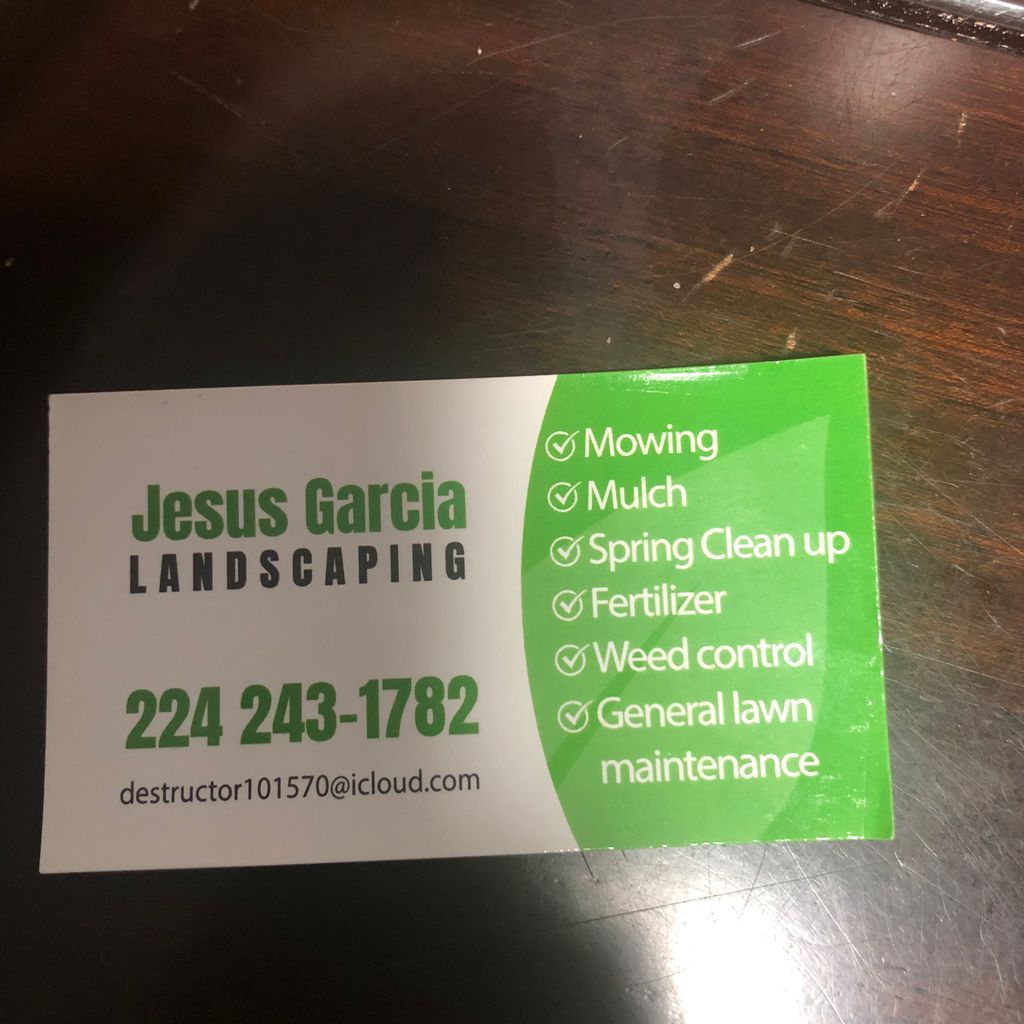 Jesus Garcia
LANDSCAPING
224 243-1782
destructor101570@icloud.com
Mowing
Mulch
Spring Clean up
Fertilizer
Weed control
General lawn
maintenance